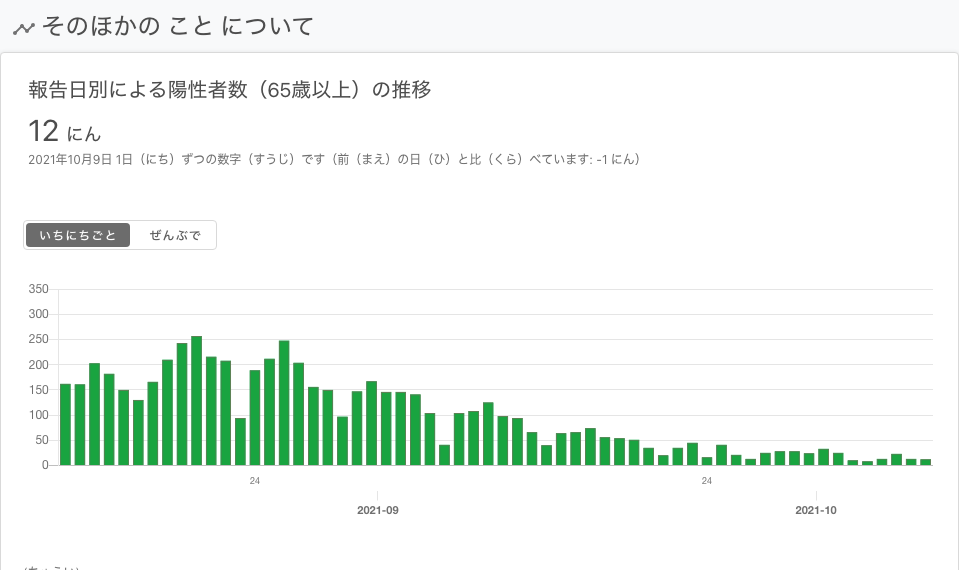 そのほかの こと について
報告日別による陽性者数（65歳以上）の推移
12 にん
2021年10月9日 1日（にち）ずつの数字（すうじ）です（前（まえ）の日（ひ）と比（くら）べています: -1 にん）
いちにちごと ぜんぶで
350
300
250
200
150
100
50
0
24 24
2021-09 2021-10